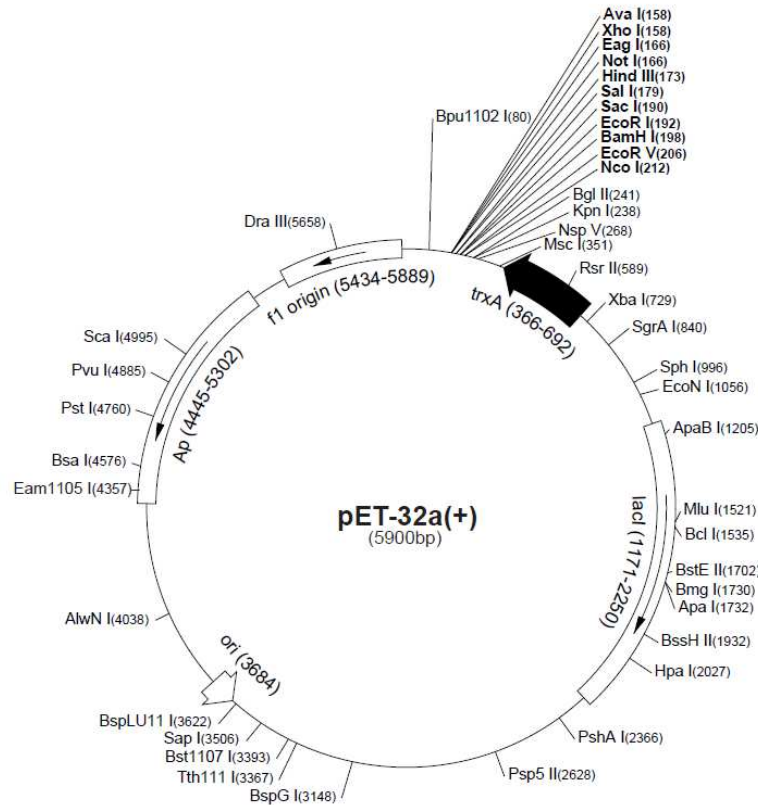 Ava I(158)
Xho I(158)
Eag I(166)
Not I(166)
Hind III(173)
Sal I(179)
Sac I(190)
EcoR I(192)
BamH I(198)
EcoR V(206)
Nco I(212)
Bpu1102 I(80)
Bgl II(241)
Kpn I(238)
Nsp V(268)
Msc I(351)
Dra III(5658)
Rsr II(589)
f1 origin (5434-5889)
trxA (366-692)
Xba I(729)
SgrA I(840)
Sca I(4995)
Pvu I(4885)
Pst I(4760)
Bsa I(4576)
Eam1105 I(4357)
Ap (4445-5302)
Sph I(996)
EcoN I(1056)
ApaB I(1205)
pET-32a(+)
(5900bp)
lacI (1171-2250)
Mlu I(1521)
Bcl I(1535)
BstE II(1702)
Bmg I(1730)
Apa I(1732)
BssH II(1932)
Hpa I(2027)
AlwN I(4038)
ori (3684)
BspLU11 I(3622)
Sap I(3506)
Bst1107 I(3393)
Tth111 I(3367)
BspG I(3148)
PshA I(2366)
Psp5 II(2628)